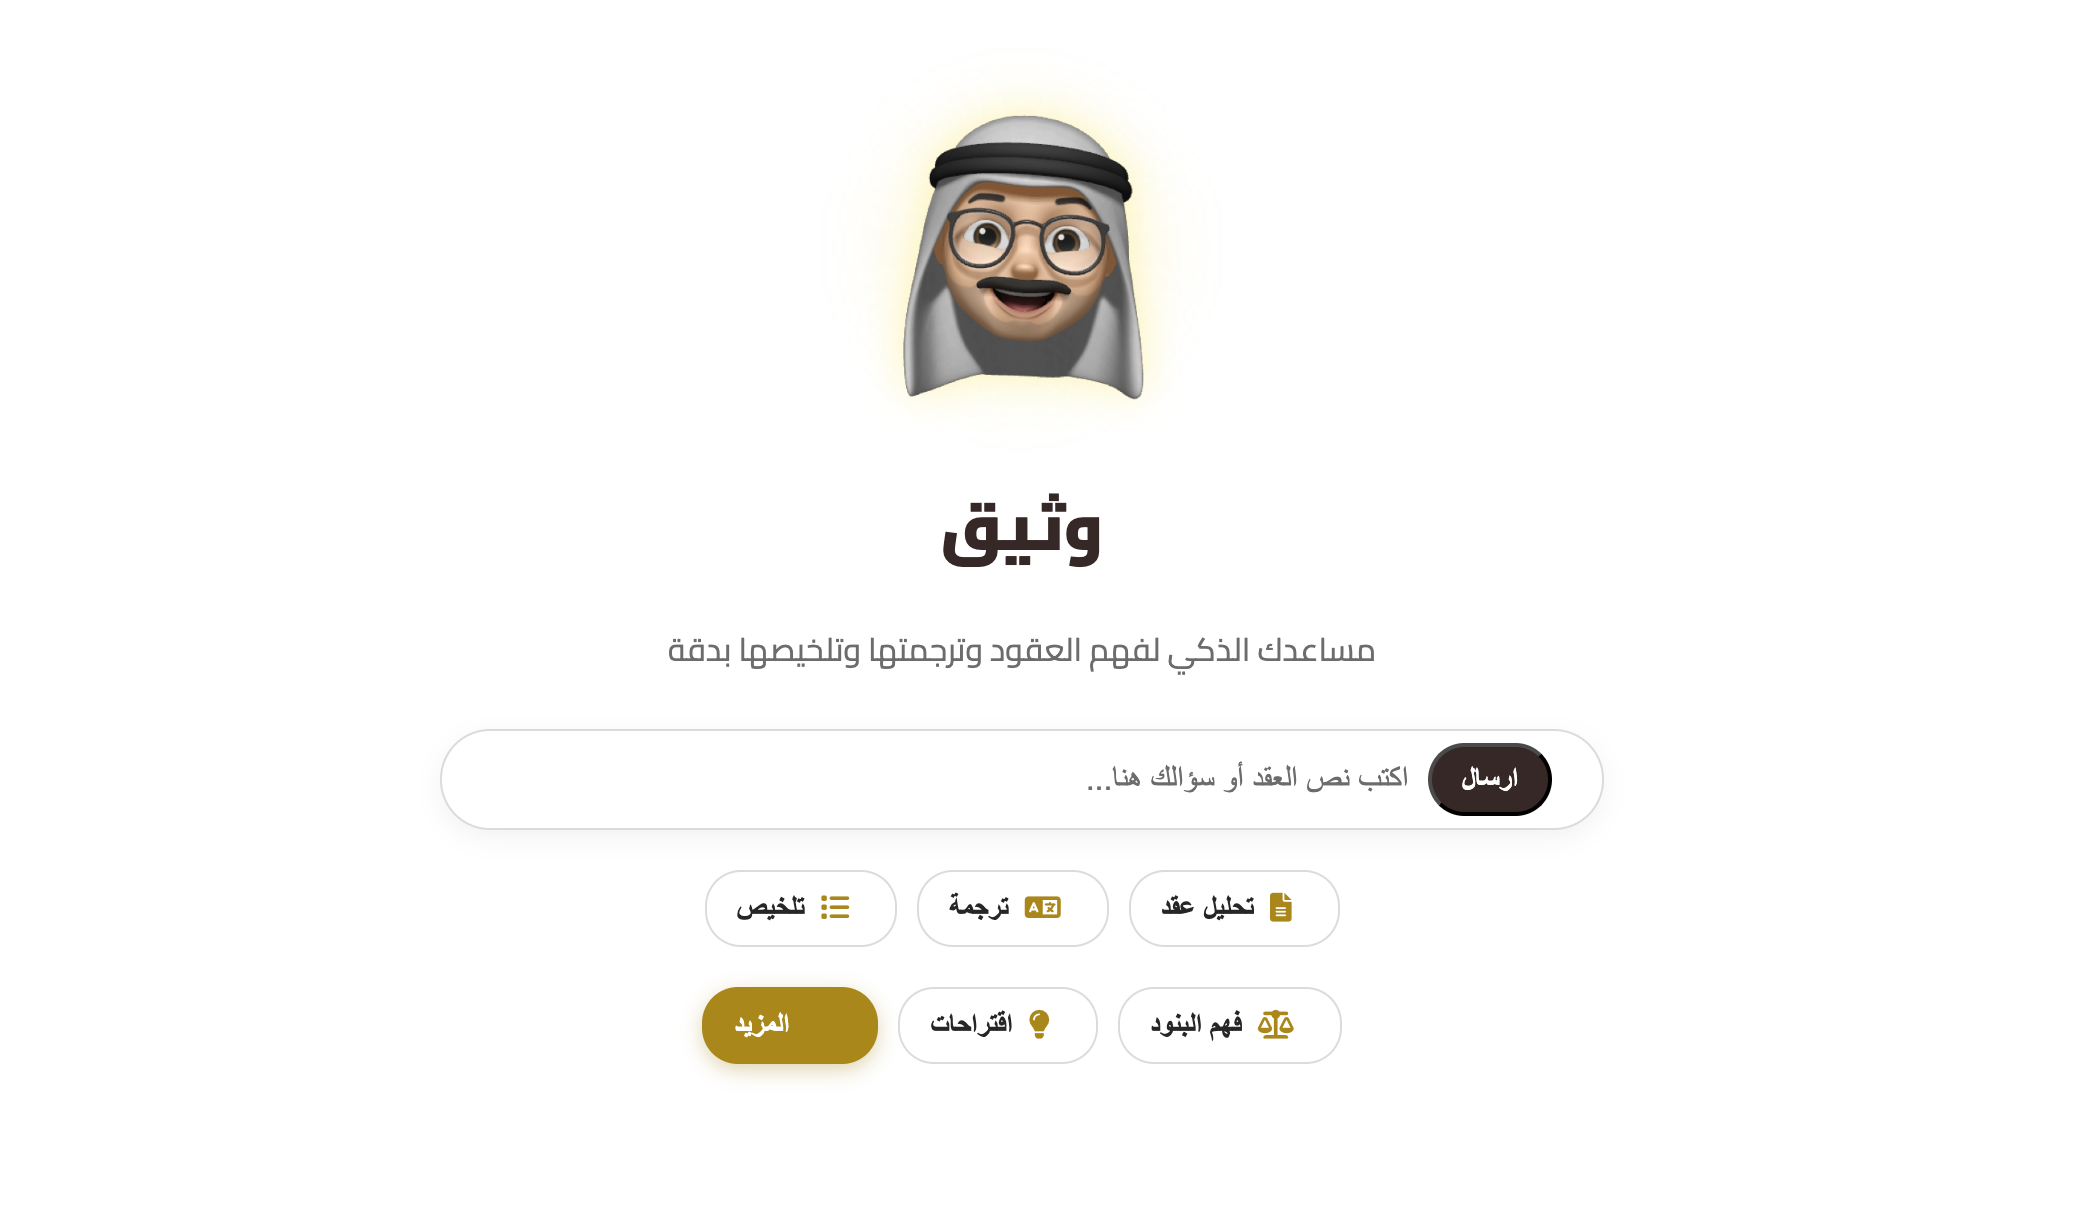 وثيق
مساعدك الذكي لفهم العقود وترجمتها وتلخيصها بدقة
ارسال اكتب نص العقد أو سؤالك هنا...
تحليل عقد ترجمة تلخيص
فهم البنود اقتراحات المزيد